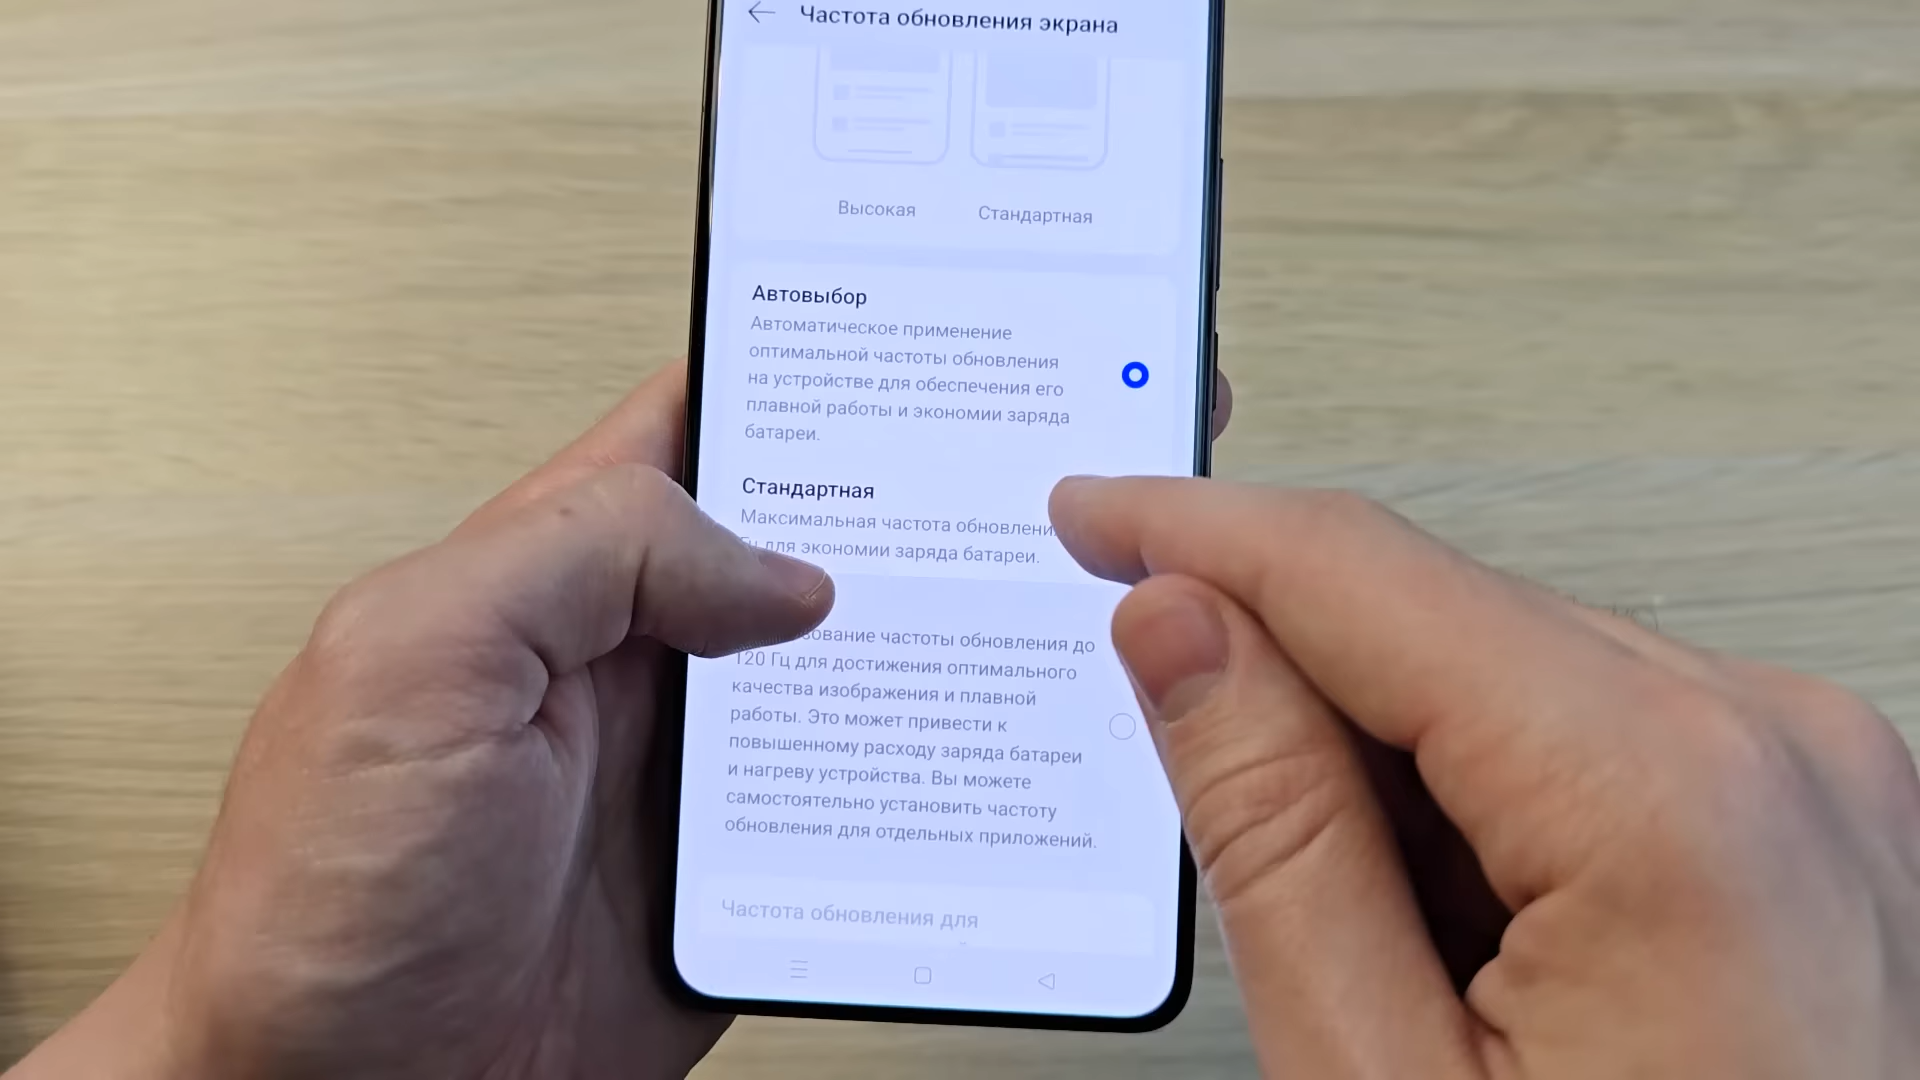 Частота обновления экрана
Высокая
Стандартная
Автовыбор
Автоматическое применение
оптимальной частоты обновления
на устройстве для обеспечения его
плавной работы и экономии заряда
батареи.
Стандартная
Максимальная частота
Гц для экономии заряда батареи.
частоты обновления до
120 Гц для достижения оптимального
качества изображения и плавной
работы. Это может привести к
повышенному расходу заряда батареи
и нагреву устройства. Вы можете
самостоятельно установить частоту
обновления для отдельных приложений.
Частота обновления для